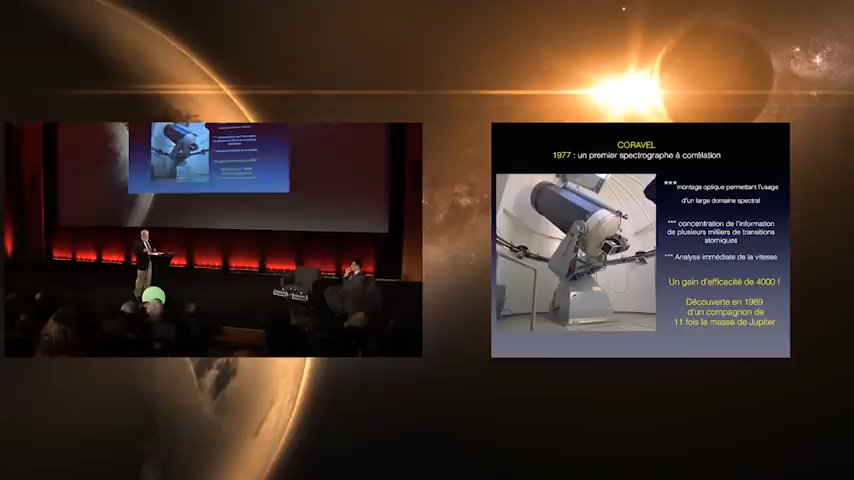 CORAVEL
1977 : un premier spectrographe à corrélation
*** montage optique permettant l'usage
d'un large domaine spectral
*** concentration de l'information
de plusieurs milliers de transitions
atomiques
*** Analyse immédiate de la vitesse
Un gain d'efficacité de 4000 !
Découverte en 1989
d'un compagnon de
11 fois la masse de Jupiter